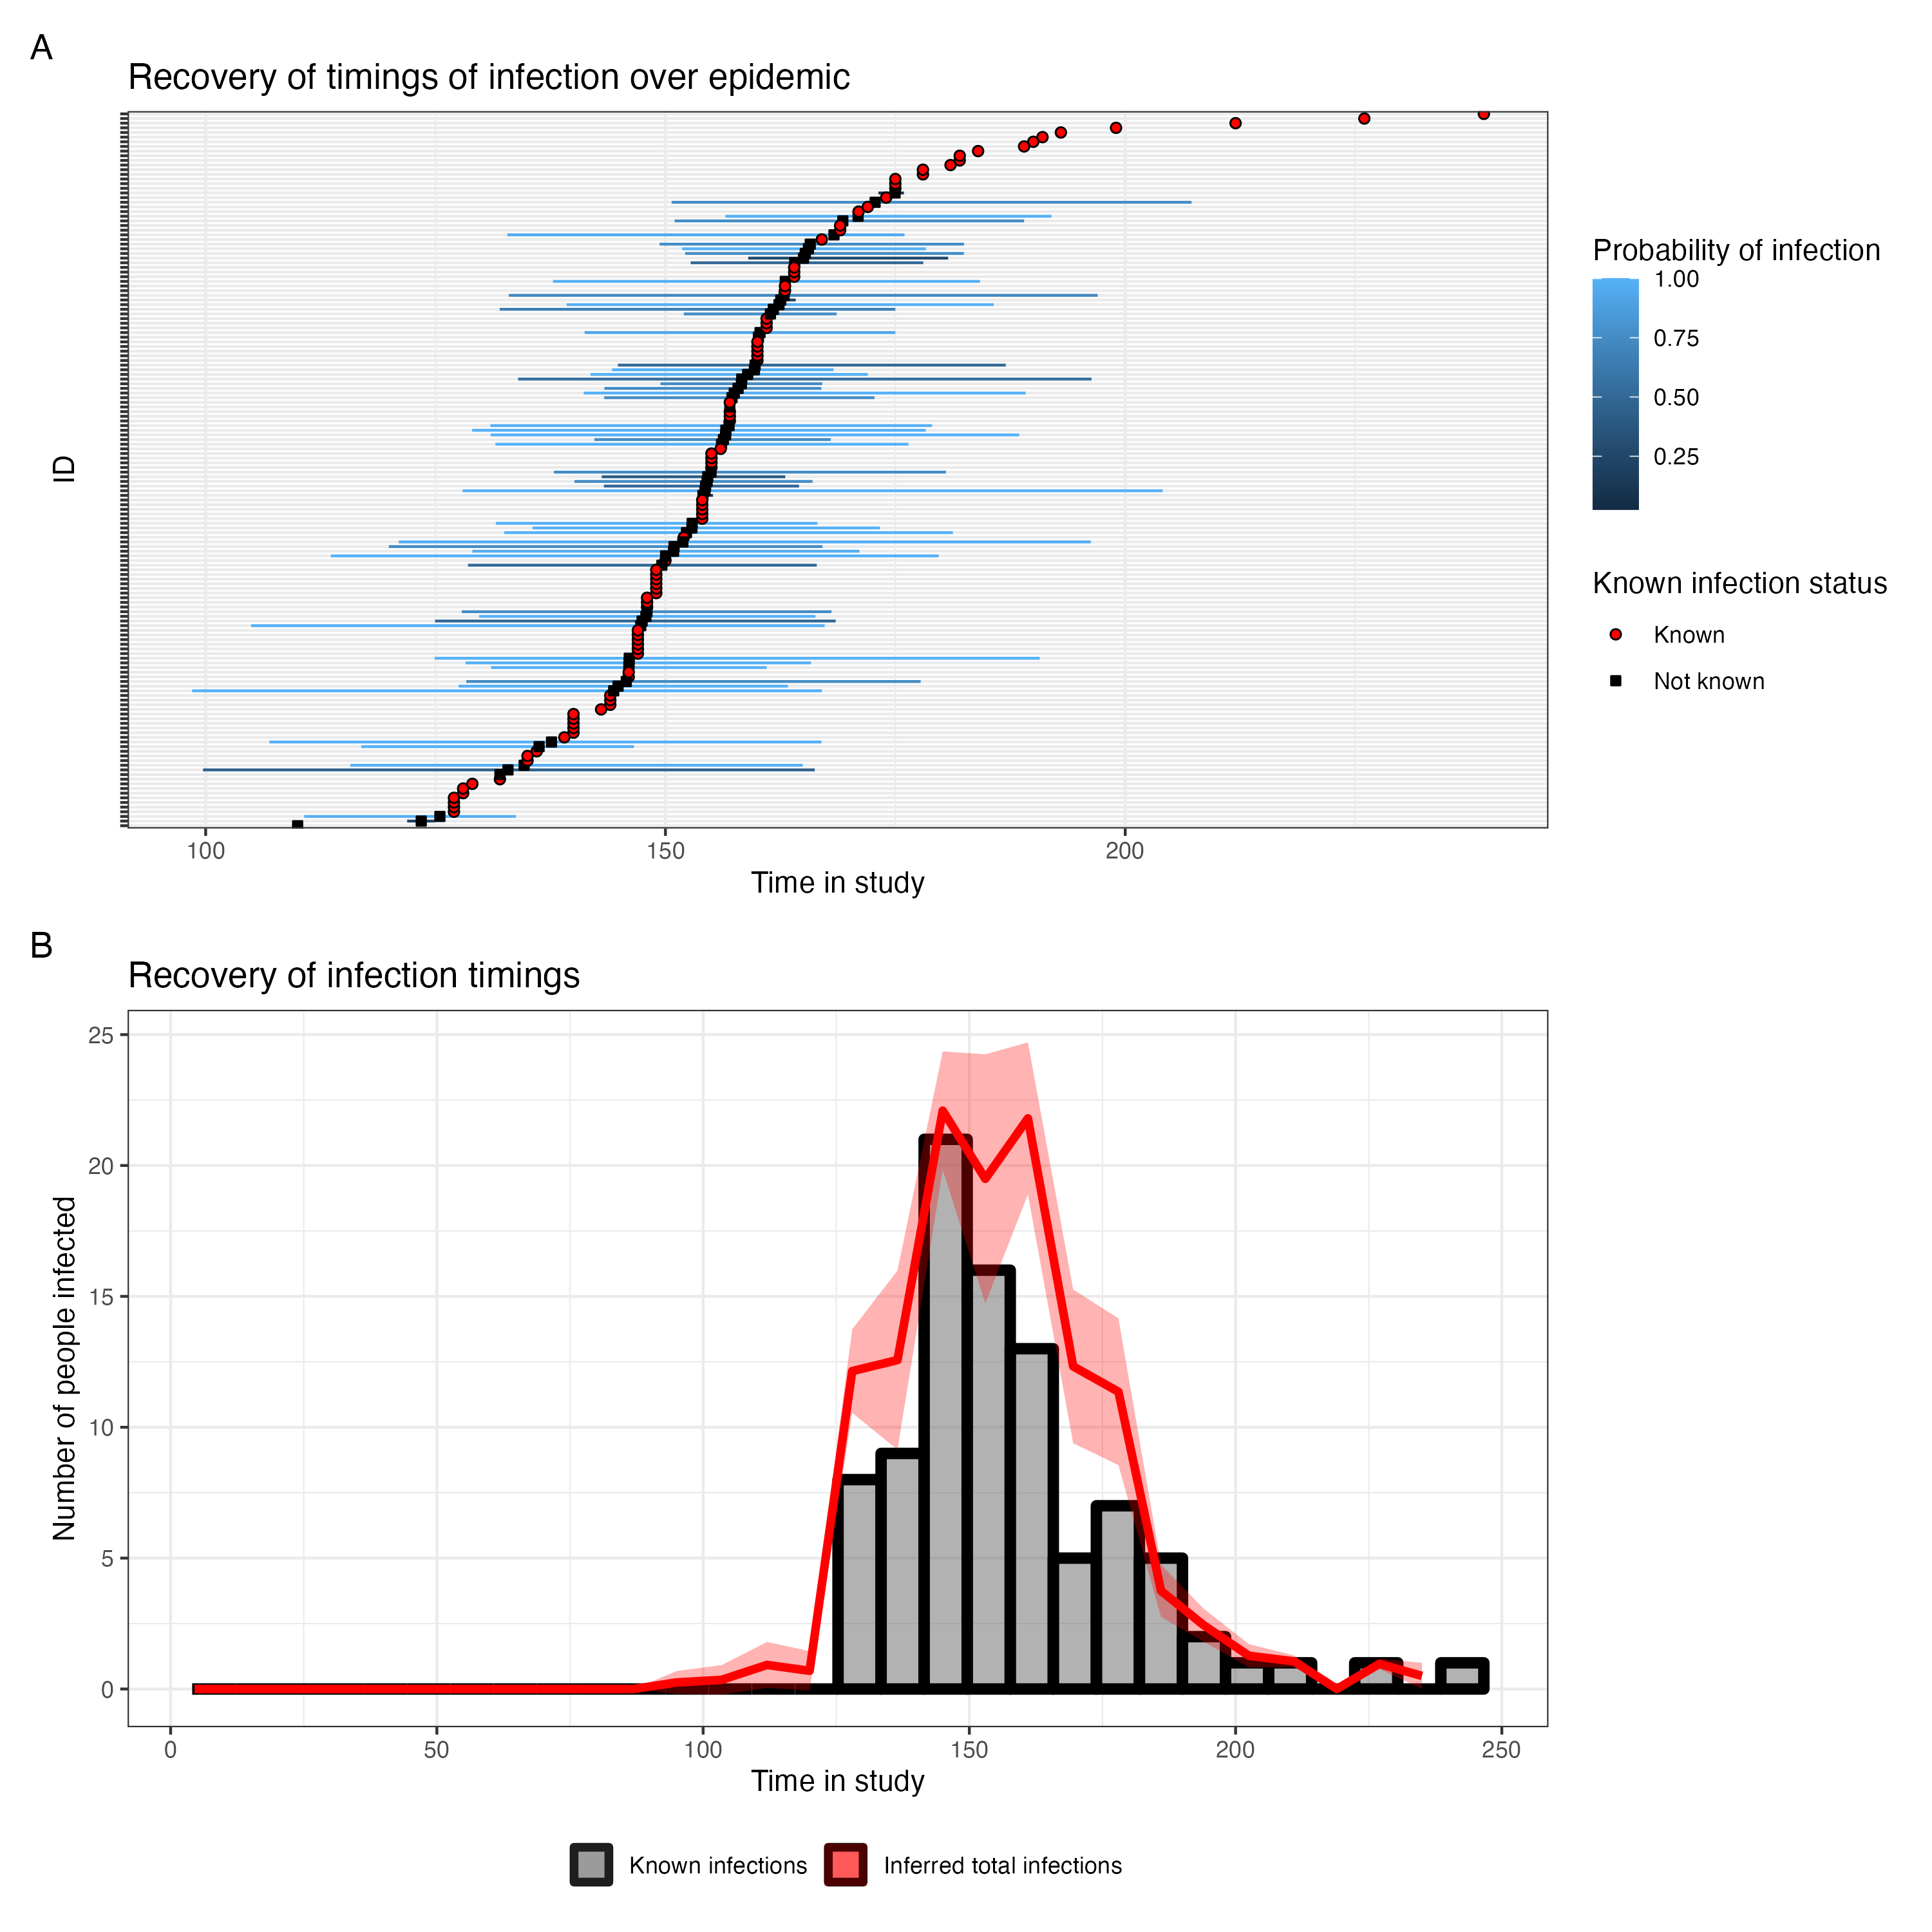 A
Recovery of timings of infection over epidemic
ID
100 150 200
Time in study
Probability of infection
1.00
0.75
0.50
0.25
Known infection status
Known
Not known
B
Recovery of infection timings
Number of people infected
25
20
15
10
5
0
0 50 100 150 200 250
Time in study
Known infections Inferred total infections